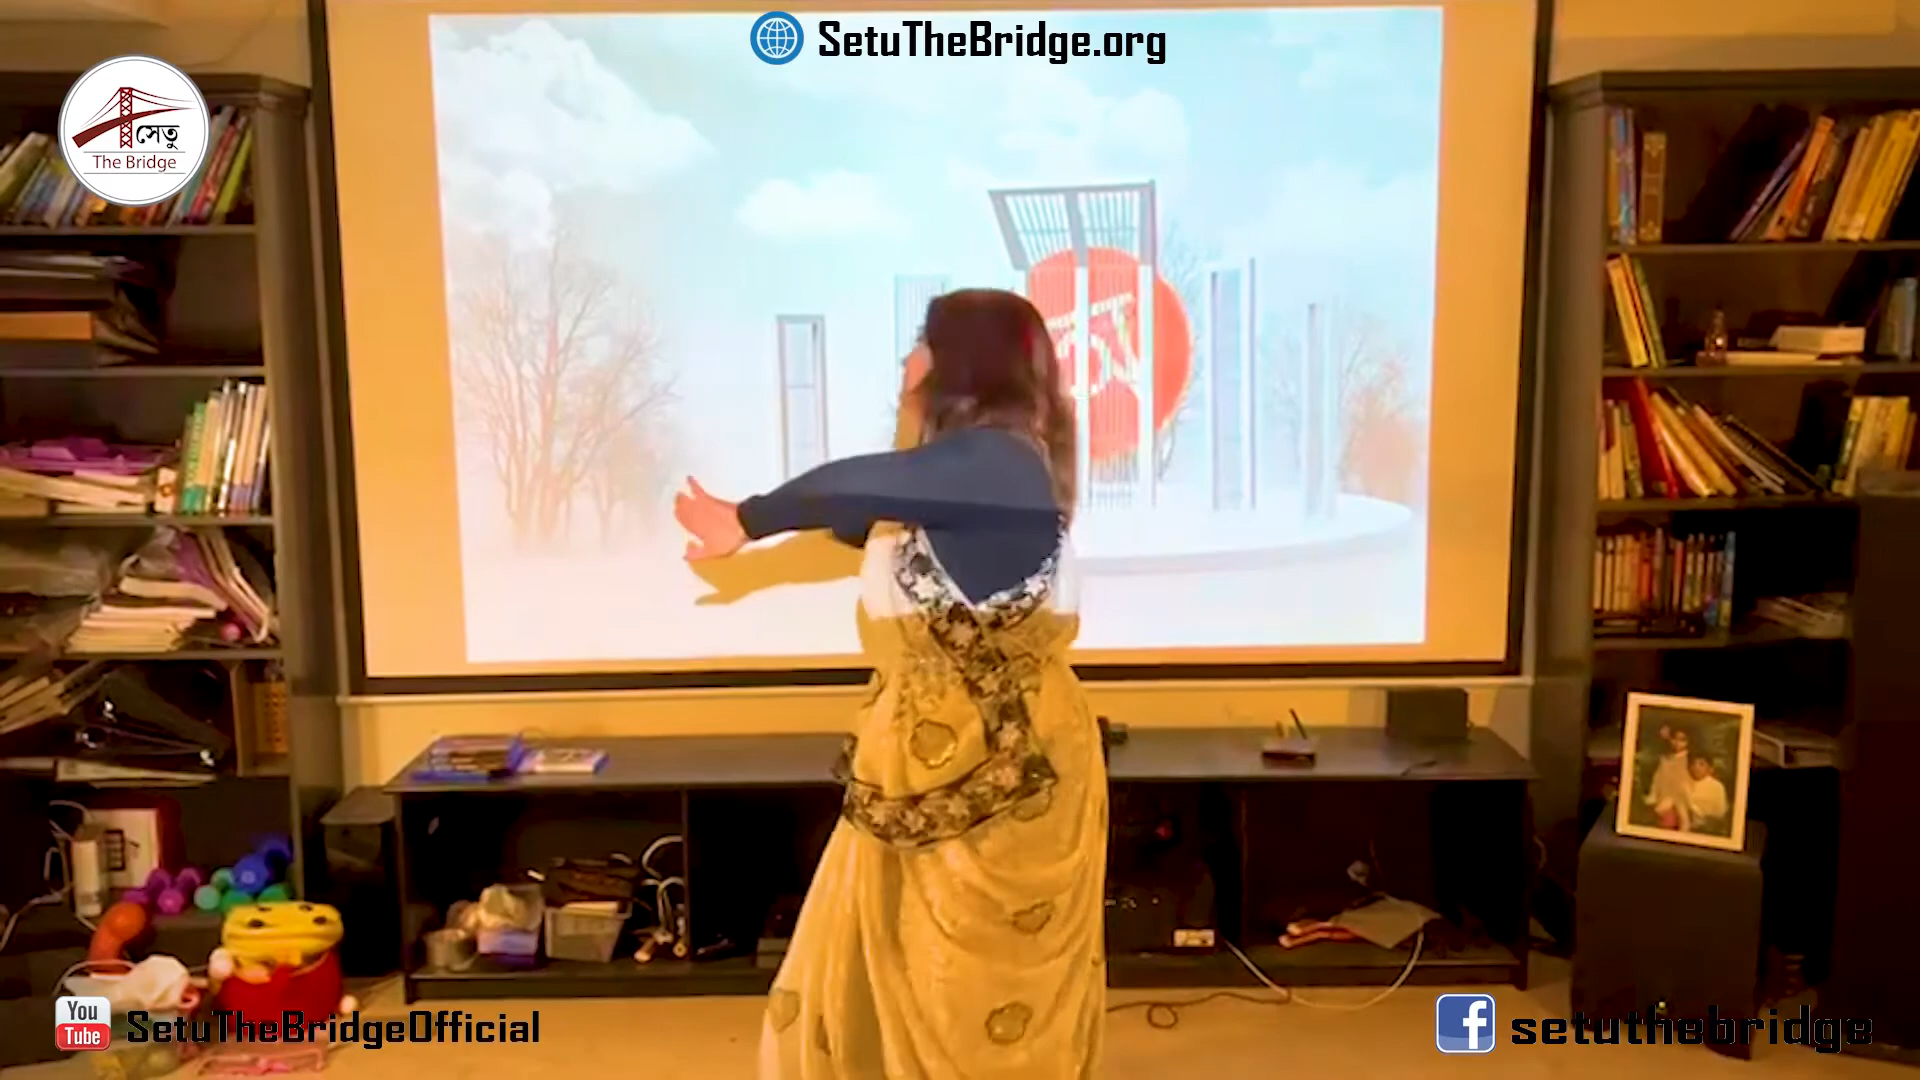 SetuTheBridge.org
সেতু
The Bridge
You
Tube
SetuTheBridgeOfficial
f
setuthebridge